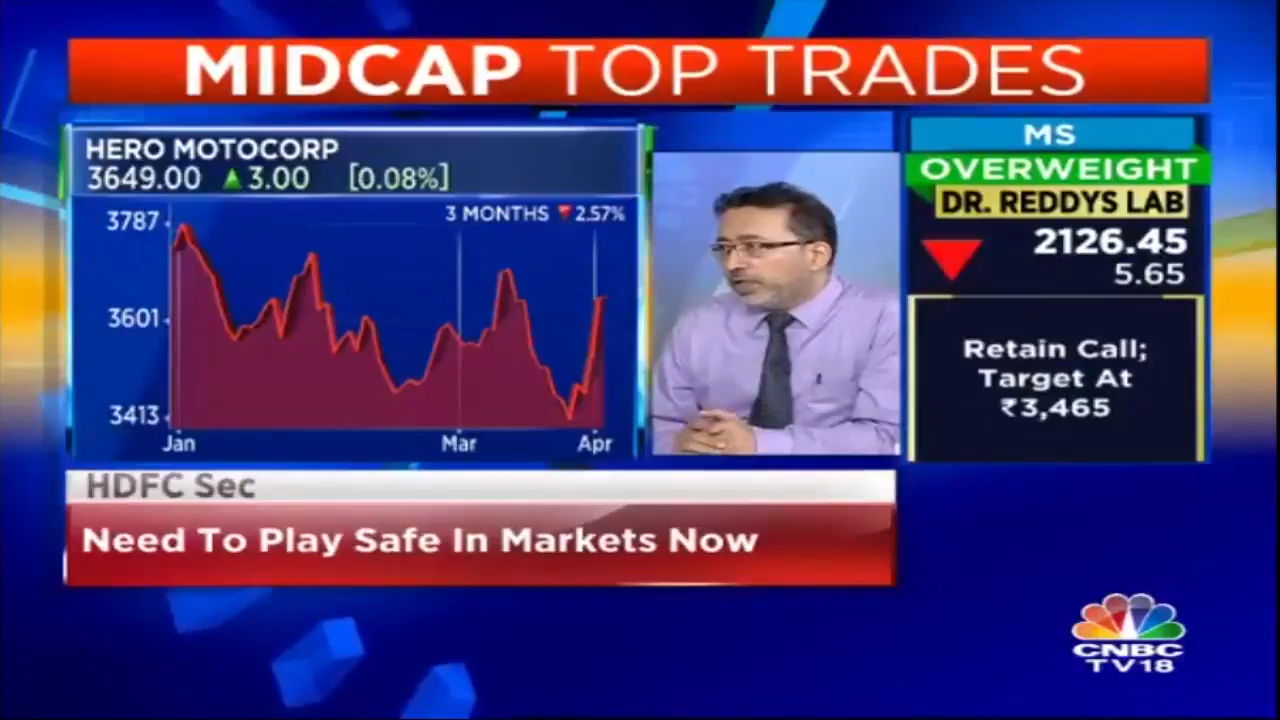 MIDCAP TOP TRADES
HERO MOTOCORP
3649.00 ▲3.00 [0.08%]
3 MONTHS ▼2.57%
3787
3601
3413
Jan Mar Apr
MS
OVERWEIGHT
DR. REDDYS LAB
2126.45
5.65
Retain Call;
Target At
₹3,465
HDFC Sec
Need To Play Safe In Markets Now
CNBC
TV18